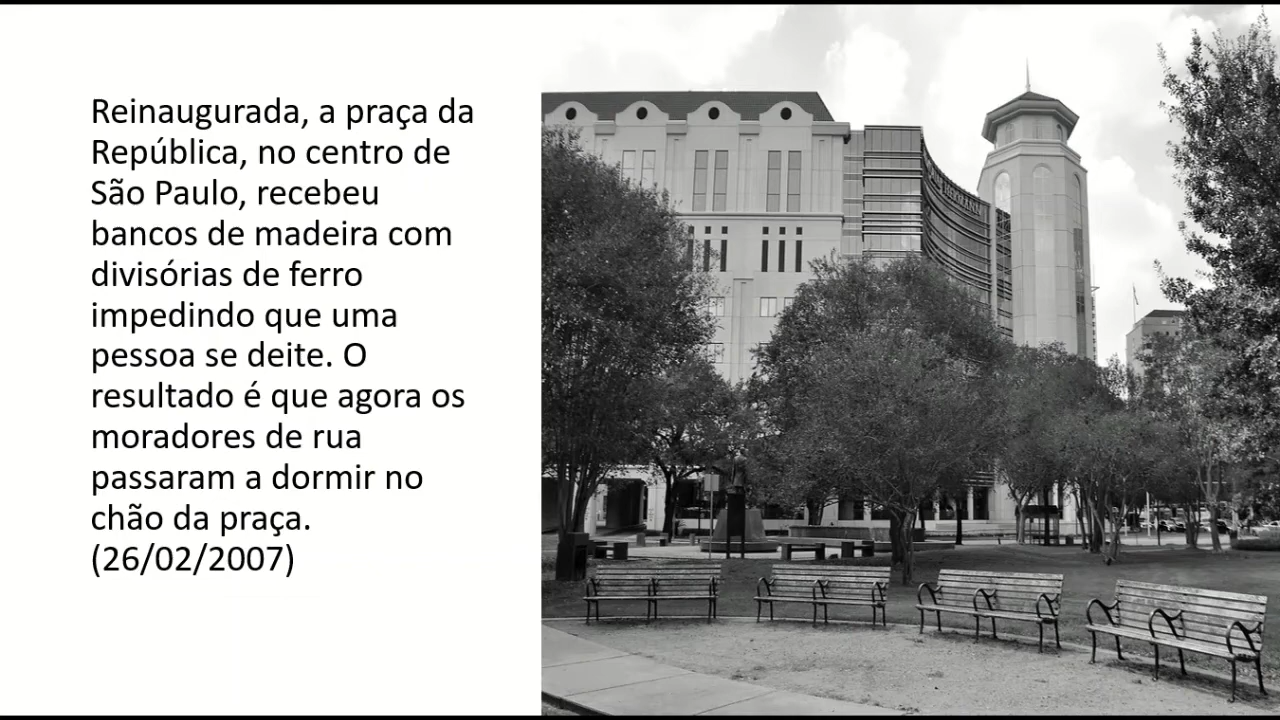 Reinaugurada, a praça da
República, no centro de
São Paulo, recebeu
bancos de madeira com
divisórias de ferro
impedindo que uma
pessoa se deite. O
resultado é que agora os
moradores de rua
passaram a dormir no
chão da praça.
(26/02/2007)